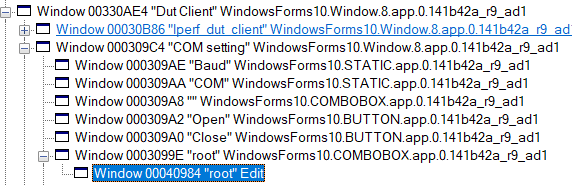 Window 00330AE4 "Dut Client" WindowsForms10.Window.8.app.0.141b42a_r9_ad1
Window 00030B86 "Iperf_dut_client" WindowsForms10.Window.8.app.0.141b42a_r9_ad1
Window 000309C4 "COM setting" WindowsForms10.Window.8.app.0.141b42a_r9_ad1
Window 000309AE "Baud" WindowsForms10.STATIC.app.0.141b42a_r9_ad1
Window 000309AA "COM" WindowsForms10.STATIC.app.0.141b42a_r9_ad1
Window 000309A8 "" WindowsForms10.COMBOBOX.app.0.141b42a_r9_ad1
Window 000309A2 "Open" WindowsForms10.BUTTON.app.0.141b42a_r9_ad1
Window 000309A0 "Close" WindowsForms10.BUTTON.app.0.141b42a_r9_ad1
Window 0003099E "root" WindowsForms10.COMBOBOX.app.0.141b42a_r9_ad1
Window 00040984 "root" Edit